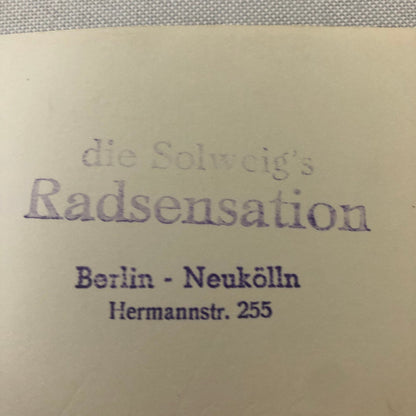 die Solweig's
Radsensation
Berlin - Neukölln
Hermannstr. 255